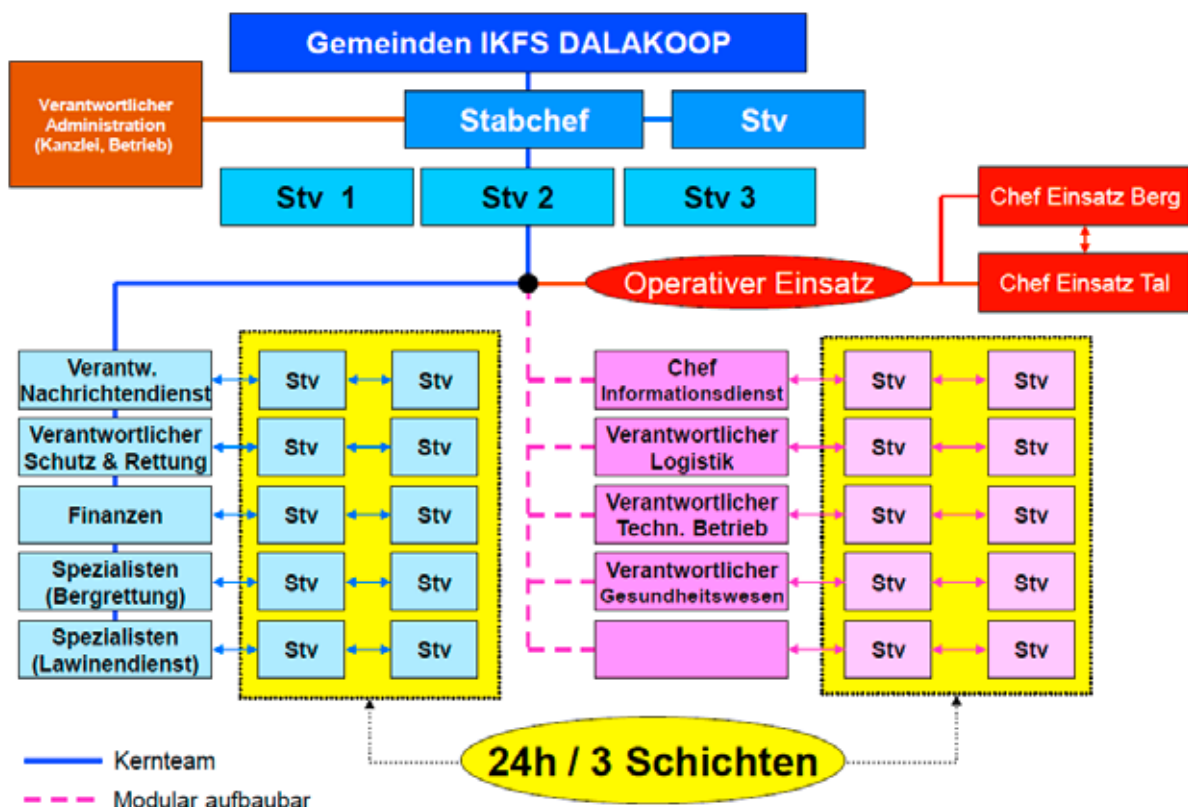 Gemeinden IKFS DALAKOOP
Verantwortlicher
Administration
(Kanzlei, Betrieb)
Stabchef
Stv
Stv 1
Stv 2
Stv 3
Chef Einsatz Berg
Operativer Einsatz
Chef Einsatz Tal
Verantw.
Nachrichtendienst
Stv
Stv
Chef
Informationsdienst
Stv
Stv
Verantwortlicher
Schutz & Rettung
Stv
Stv
Verantwortlicher
Logistik
Stv
Stv
Finanzen
Stv
Stv
Verantwortlicher
Techn. Betrieb
Stv
Stv
Spezialisten
(Bergrettung)
Stv
Stv
Verantwortlicher
Gesundheitswesen
Stv
Stv
Spezialisten
(Lawinendienst)
Stv
Stv
Stv
Stv
24h / 3 Schichten
Kernteam
Modular aufbaubar